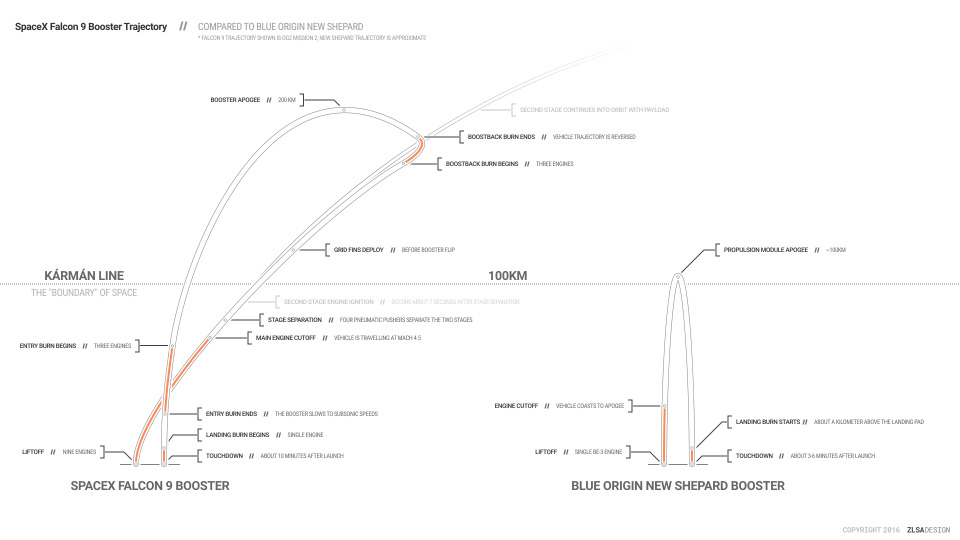 SpaceX Falcon 9 Booster Trajectory // COMPARED TO BLUE ORIGIN NEW SHEPARD
* FALCON 9 TRAJECTORY SHOWN IS OG2 MISSION 2; NEW SHEPARD TRAJECTORY IS APPROXIMATE
BOOSTER APOGEE // 200 KM
SECOND STAGE CONTINUES INTO ORBIT WITH PAYLOAD
BOOSTBACK BURN ENDS // VEHICLE TRAJECTORY IS REVERSED
BOOSTBACK BURN BEGINS // THREE ENGINES
GRID FINS DEPLOY // BEFORE BOOSTER FLIP
PROPULSION MODULE APOGEE // ~100KM
KÁRMÁN LINE
100KM
THE "BOUNDARY" OF SPACE
SECOND STAGE ENGINE IGNITION // OCCURS ABOUT 7 SECONDS AFTER STAGE SEPARATION
STAGE SEPARATION // FOUR PNEUMATIC PUSHERS SEPARATE THE TWO STAGES
MAIN ENGINE CUTOFF // VEHICLE IS TRAVELLING AT MACH 4.5
ENTRY BURN BEGINS // THREE ENGINES
ENGINE CUTOFF // VEHICLE COASTS TO APOGEE
ENTRY BURN ENDS // THE BOOSTER SLOWS TO SUBSONIC SPEEDS
LANDING BURN STARTS // ABOUT A KILOMETER ABOVE THE LANDING PAD
LANDING BURN BEGINS // SINGLE ENGINE
LIFTOFF // NINE ENGINES
TOUCHDOWN // ABOUT 10 MINUTES AFTER LAUNCH
LIFTOFF // SINGLE BE-3 ENGINE
TOUCHDOWN // ABOUT 3-6 MINUTES AFTER LAUNCH
SPACEX FALCON 9 BOOSTER
BLUE ORIGIN NEW SHEPARD BOOSTER
COPYRIGHT 2016 ZLSADESIGN